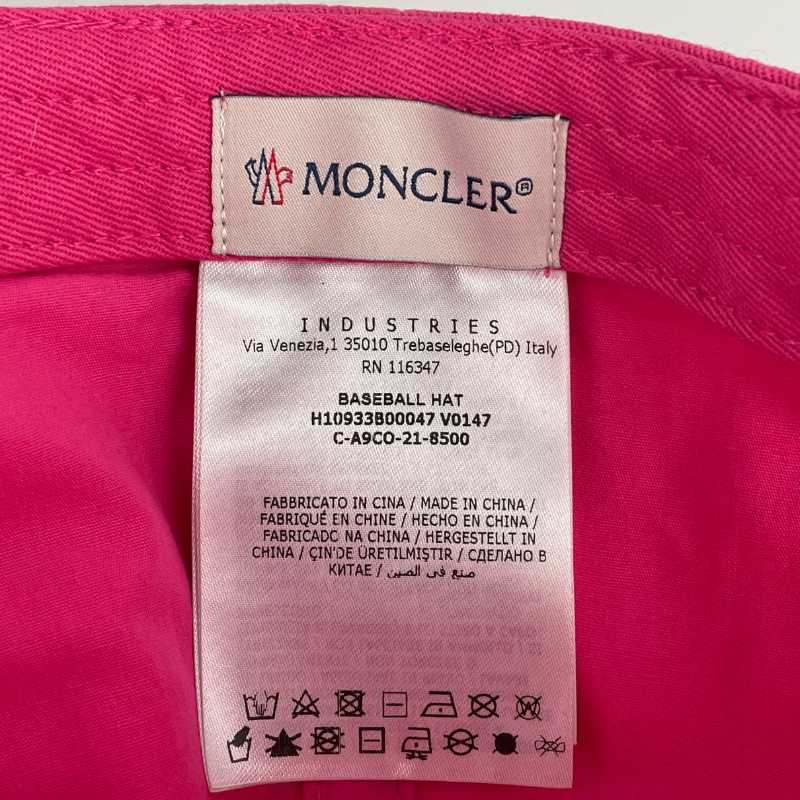 MONCLER®
INDUSTRIES
Via Venezia,1 35010 Trebaseleghe(PD) Italy
RN 116347
BASEBALL HAT
H10933B00047 V0147
C-A9CO-21-8500
FABBRICATO IN CINA / MADE IN CHINA /
FABRIQUÉ EN CHINE / HECHO EN CHINA /
FABRICADO NA CHINA / HERGESTELLT IN
CHINA / ÇIN'DE ÜRETILMIŞTIR / СДЕЛАНО В
КИТАЕ / صنع في الصين